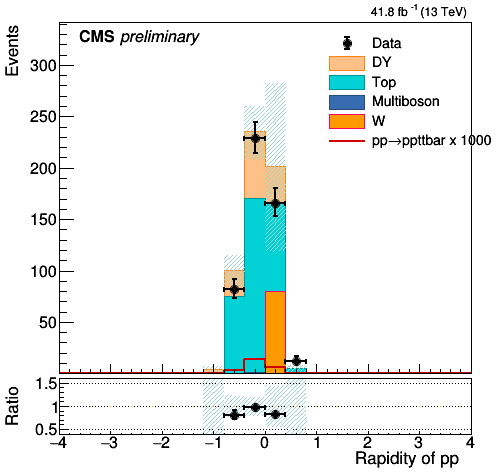 41.8 fb⁻¹ (13 TeV)
CMS preliminary
Events
Data
DY
Top
Multiboson
W
pp→ppttbar x 1000
300
250
200
150
100
50
Ratio
1.5
1
0.5
−4 −3 −2 −1 0 1 2 3 4
Rapidity of pp